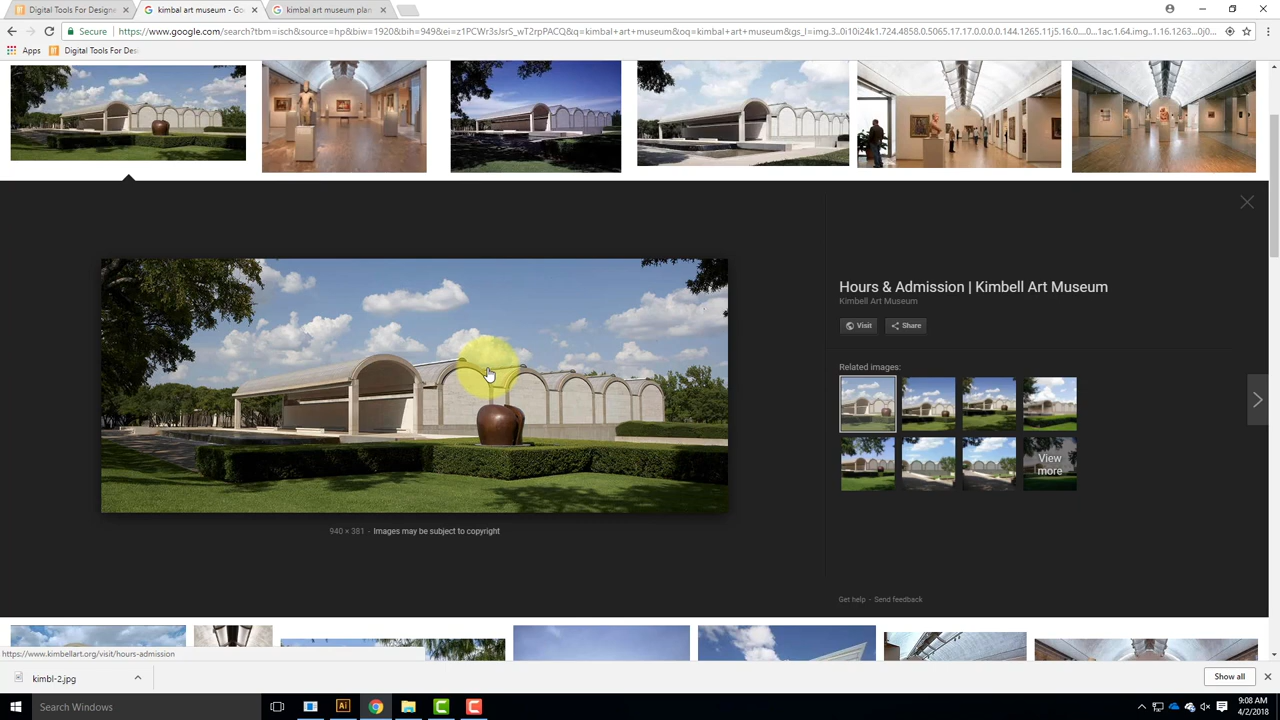 Digital Tools For Designe
kimbal art museum - Go
kimbal art museum plan
Secure
https://www.google.com/search?tbm=isch&source=hp&biw=1920&bih=949&ei=z1PCWr3sJsrS_wT2rpPACQ&q=kimbal+art+museum&oq=kimbal+art+museum&gs_l=img.3..0i10i24k1.724.4858.0.5065.17.17.0.0.0.0.144.1265.11j5.16.0....0...1ac.1.64.img..1.16.1263...0j0...
Apps
Digital Tools For Des
Hours & Admission | Kimbell Art Museum
Kimbell Art Museum
Visit
Share
Related images:
View more
940 × 381 - Images may be subject to copyright
Get help - Send feedback
https://www.kimbellart.org/visit/hours-admission
kimbl-2.jpg
Show all
Search Windows
9:08 AM
4/2/2018